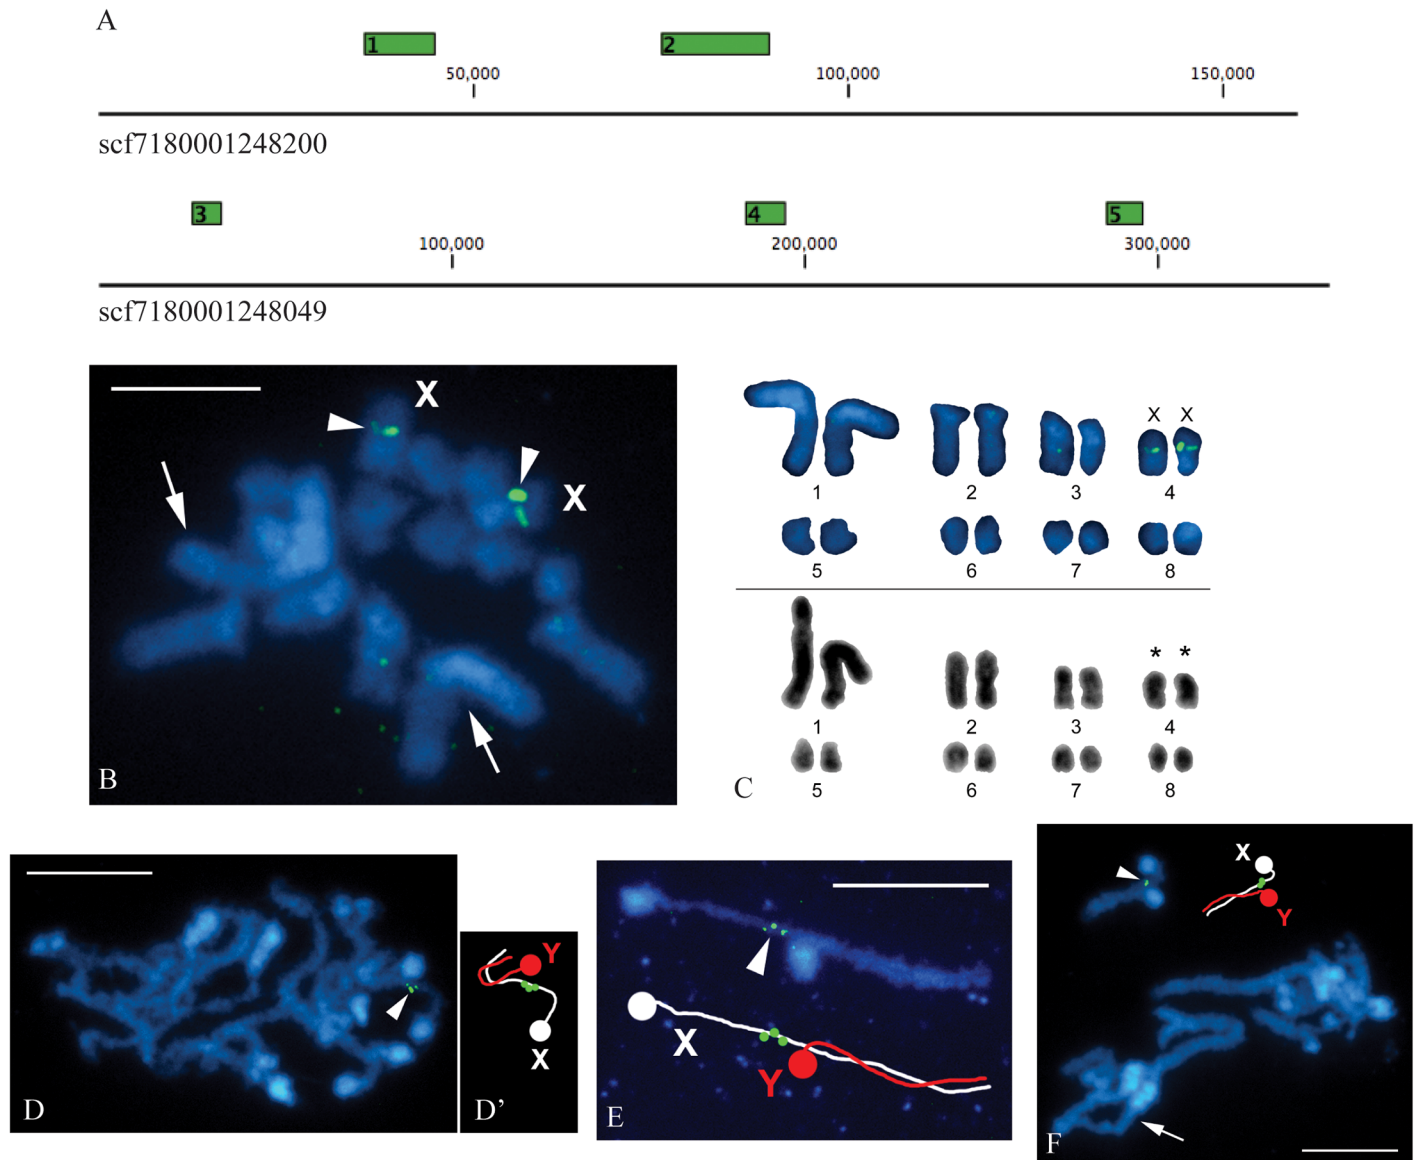 A
1 2
50,000 100,000 150,000
scf7180001248200
3 4 5
100,000 200,000 300,000
scf7180001248049
X
X
B
X X
1 2 3 4
5 6 7 8
* *
1 2 3 4
5 6 7 8
C
D
Y
X
D’
X
Y
E
X
Y
F